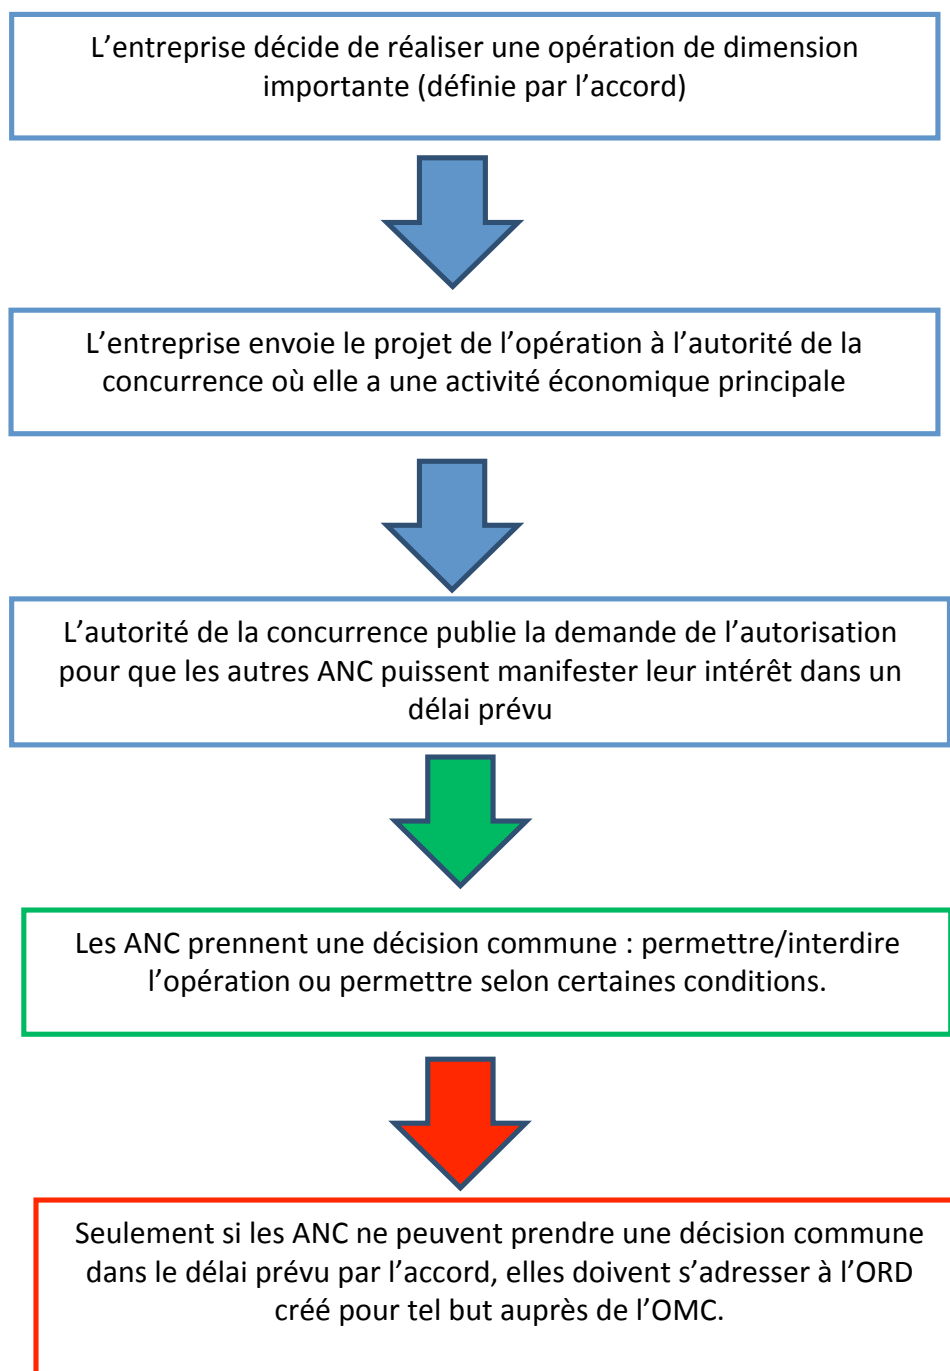 L’entreprise décide de réaliser une opération de dimension
importante (définie par l’accord)
L’entreprise envoie le projet de l’opération à l’autorité de la
concurrence où elle a une activité économique principale
L’autorité de la concurrence publie la demande de l’autorisation
pour que les autres ANC puissent manifester leur intérêt dans un
délai prévu
Les ANC prennent une décision commune : permettre/interdire
l’opération ou permettre selon certaines conditions.
Seulement si les ANC ne peuvent prendre une décision commune
dans le délai prévu par l’accord, elles doivent s’adresser à l’ORD
créé pour tel but auprès de l’OMC.